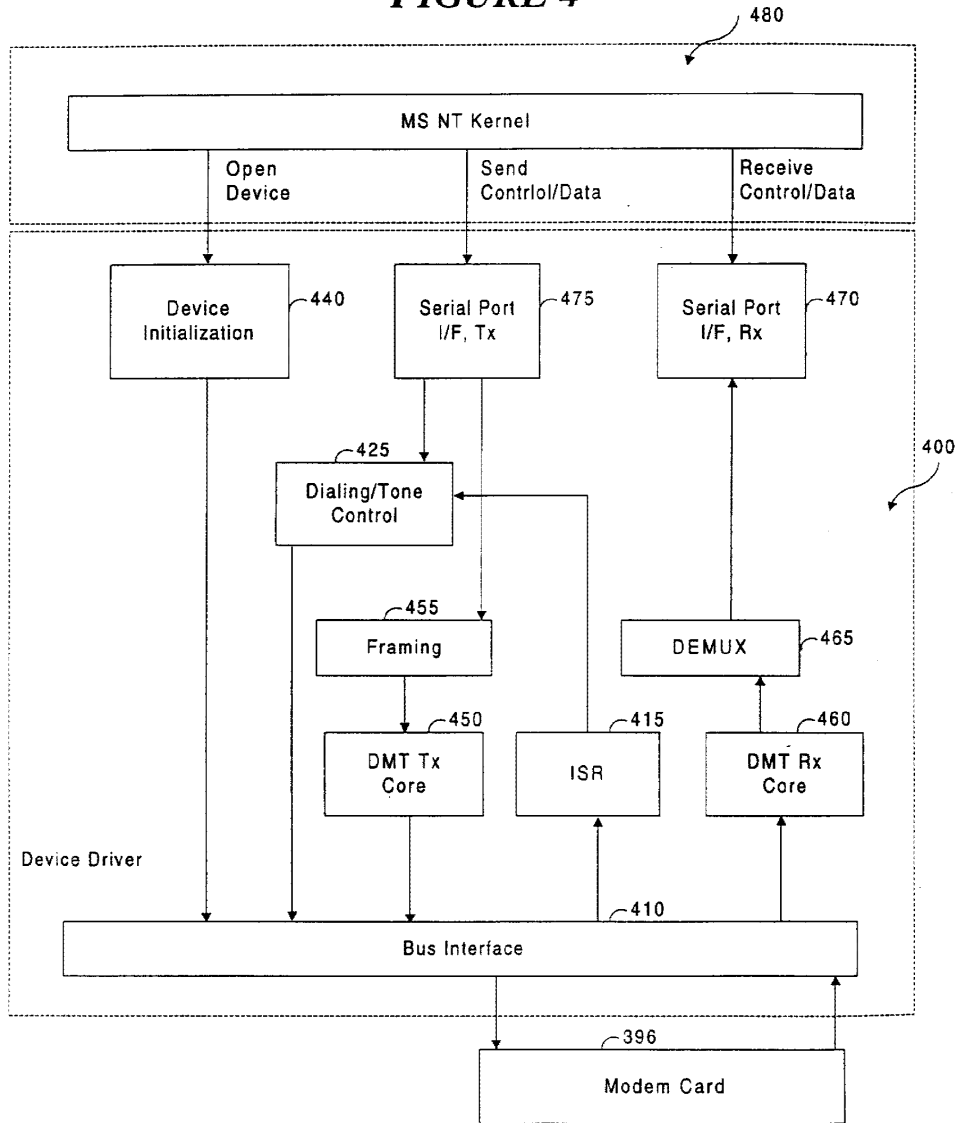 FIGURE 4
480
MS NT Kernel
Open
Device
Send
Contrlol/Data
Receive
Control/Data
Device
Initialization
440
Serial Port
I/F, Tx
475
Serial Port
I/F, Rx
470
425
400
Dialing/Tone
Control
455
Framing
DEMUX
465
450
DMT Tx
Core
415
ISR
460
DMT Rx
Core
Device Driver
410
Bus Interface
396
Modem Card